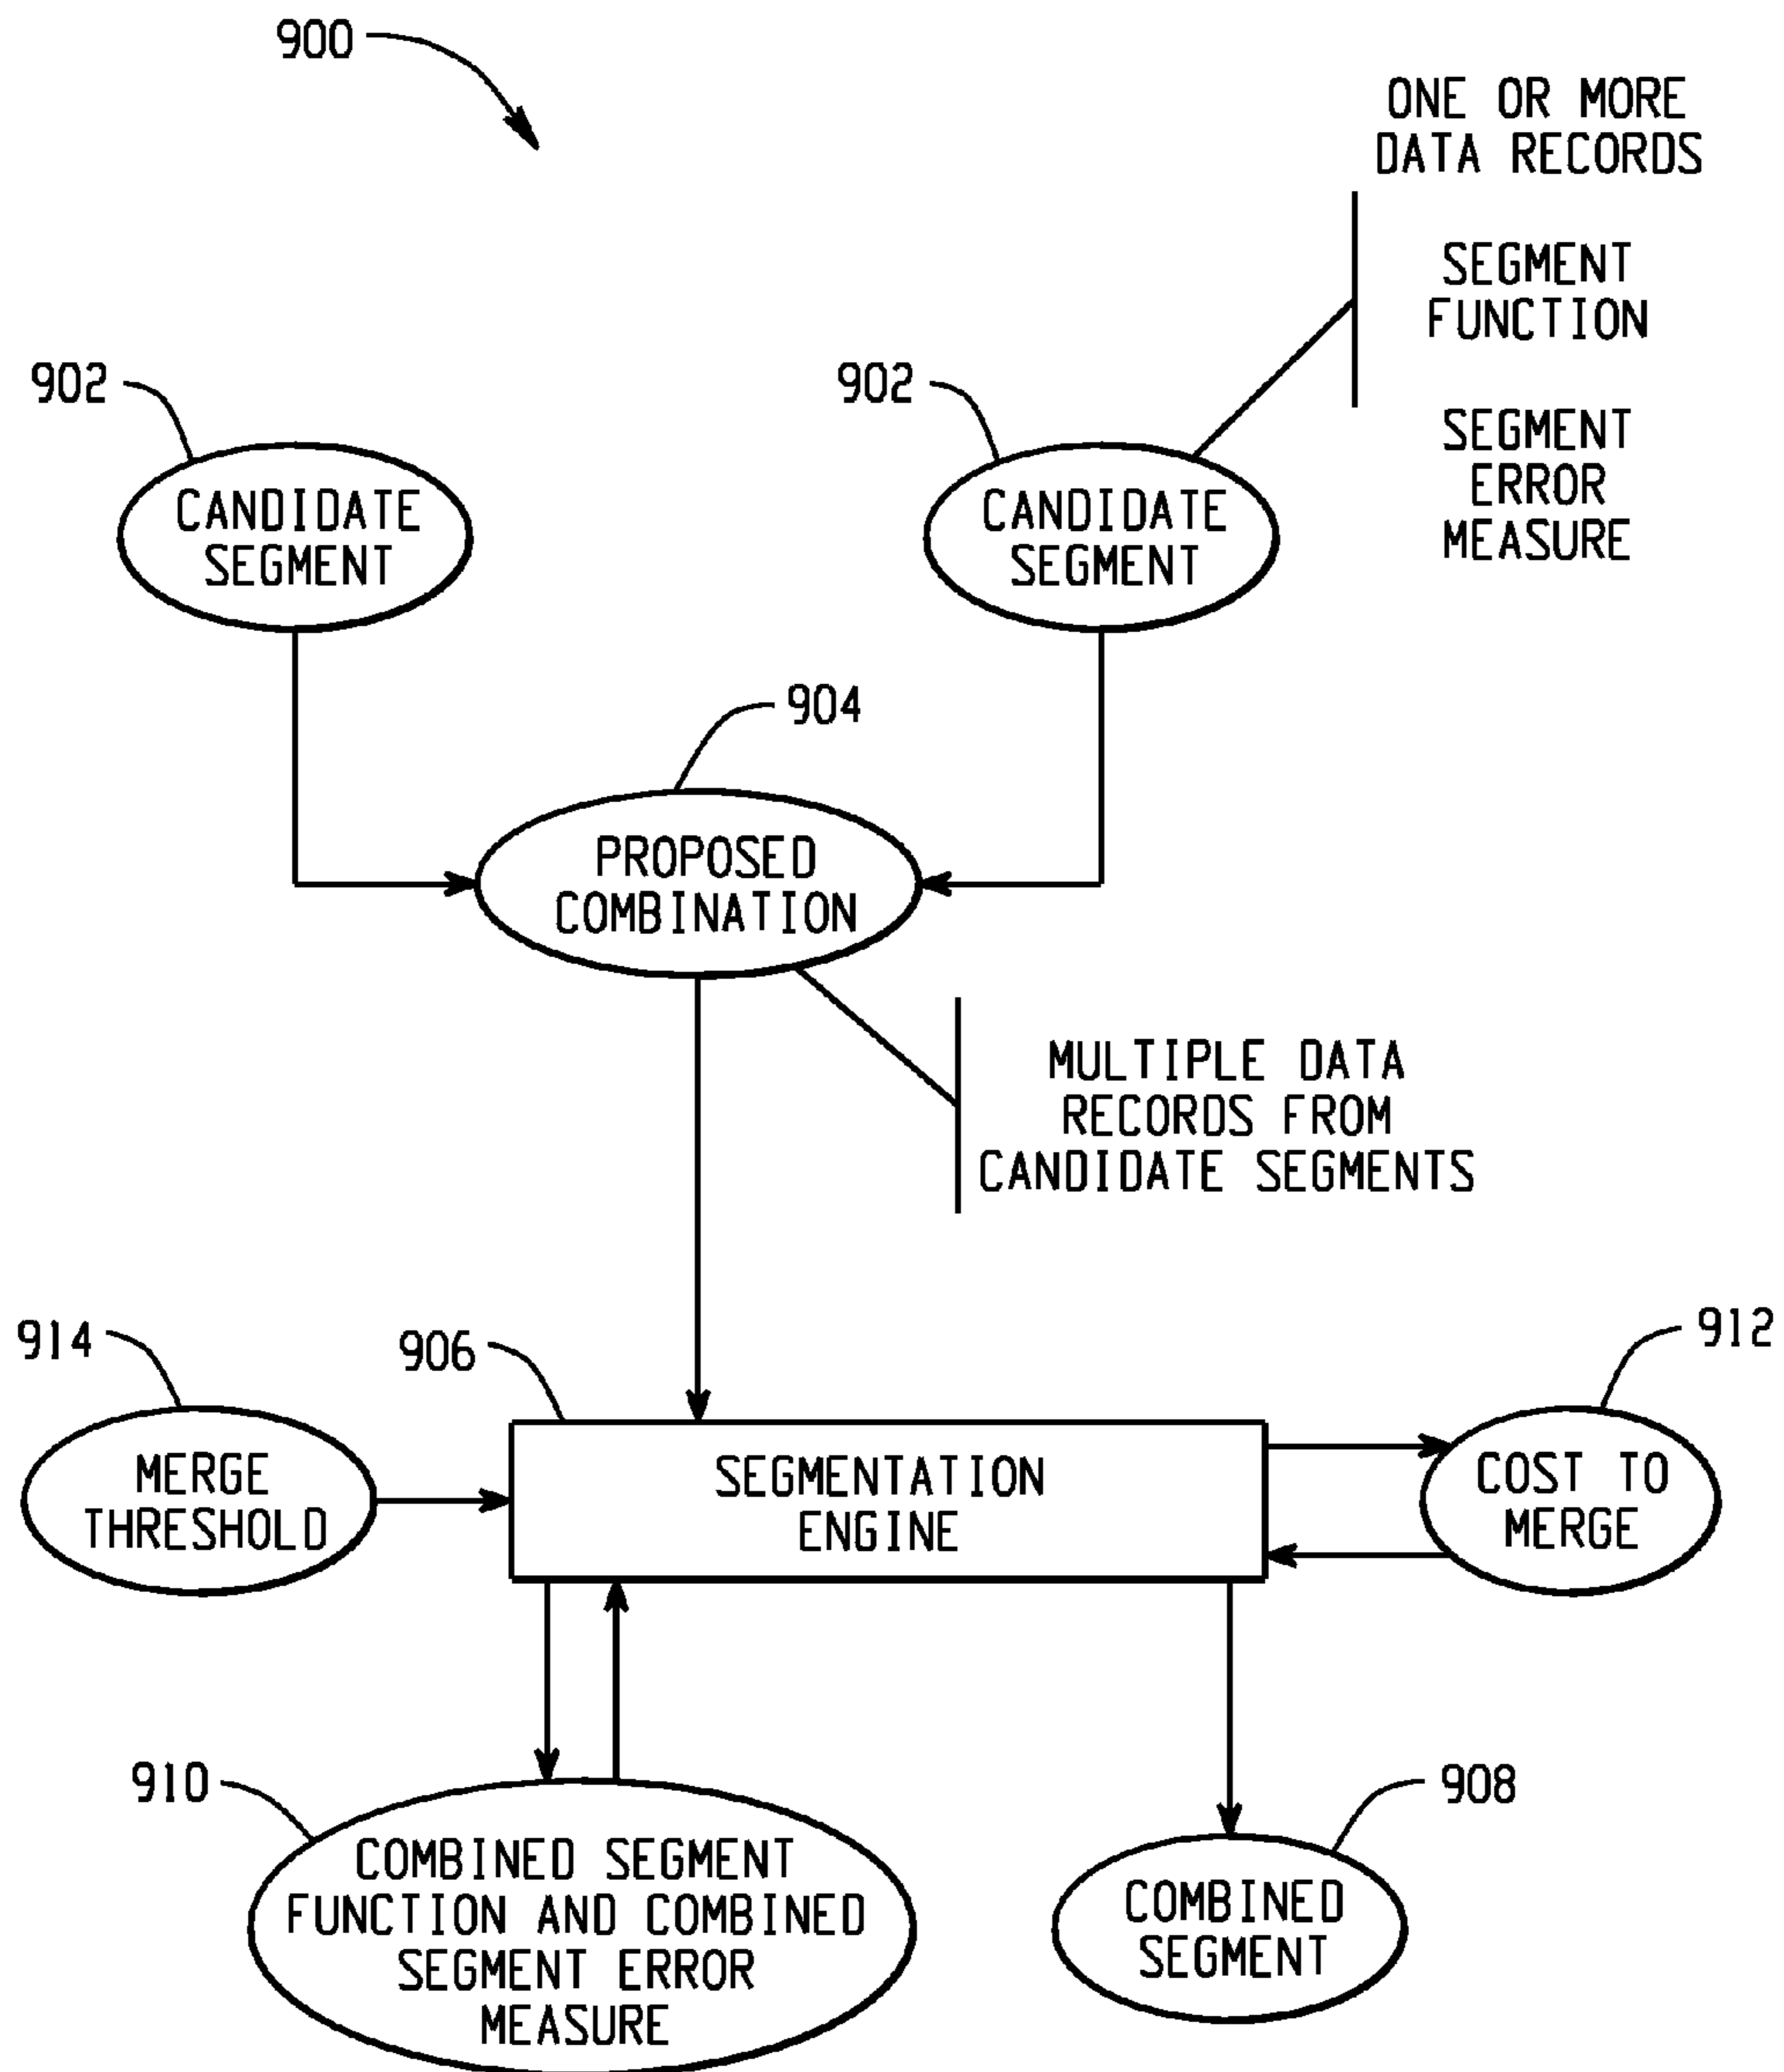 900
ONE OR MORE
DATA RECORDS
SEGMENT
FUNCTION
SEGMENT
ERROR
MEASURE
902
902
CANDIDATE
SEGMENT
CANDIDATE
SEGMENT
904
PROPOSED
COMBINATION
MULTIPLE DATA
RECORDS FROM
CANDIDATE SEGMENTS
914
906
912
MERGE
THRESHOLD
SEGMENTATION
ENGINE
COST TO
MERGE
910
908
COMBINED SEGMENT
FUNCTION AND COMBINED
SEGMENT ERROR
MEASURE
COMBINED
SEGMENT